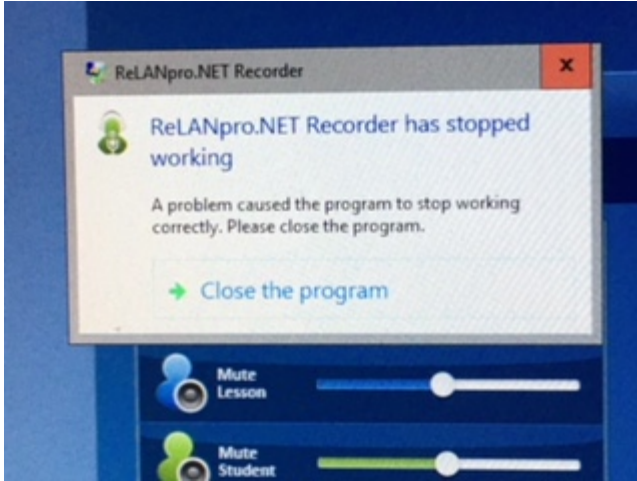 ReLANpro.NET Recorder
ReLANpro.NET Recorder has stopped
working
A problem caused the program to stop working
correctly. Please close the program.
Close the program
Mute
Lesson
Mute
Student